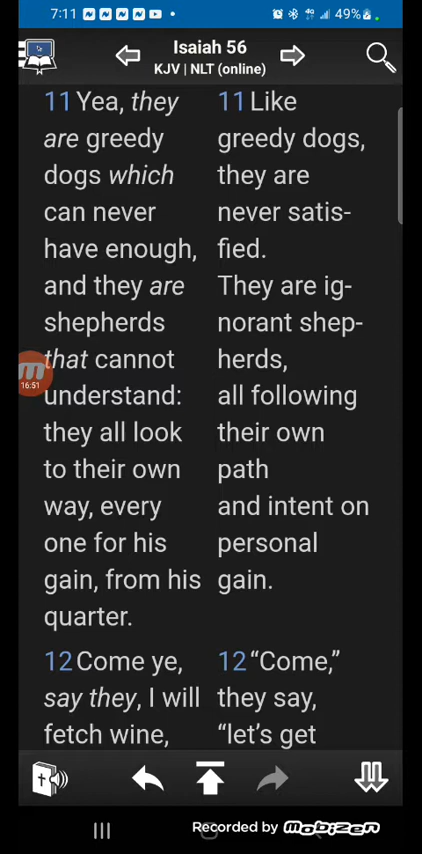 7:11 49%
Isaiah 56
KJV | NLT (online)
11 Yea, they
are greedy
dogs which
can never
have enough,
and they are
shepherds
that cannot
understand:
they all look
to their own
way, every
one for his
gain, from his
quarter.
12 Come ye,
say they, I will
fetch wine,
11 Like
greedy dogs,
they are
never satis-
fied.
They are ig-
norant shep-
herds,
all following
their own
path
and intent on
personal
gain.
12 “Come,”
they say,
“let’s get
16:51
Recorded by Mobizen